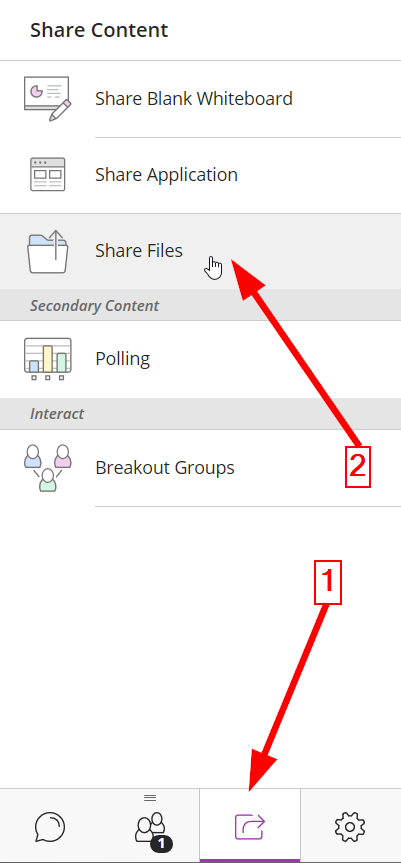 Share Content
Share Blank Whiteboard
Share Application
Share Files
Secondary Content
Polling
Interact
2
Breakout Groups
1
1